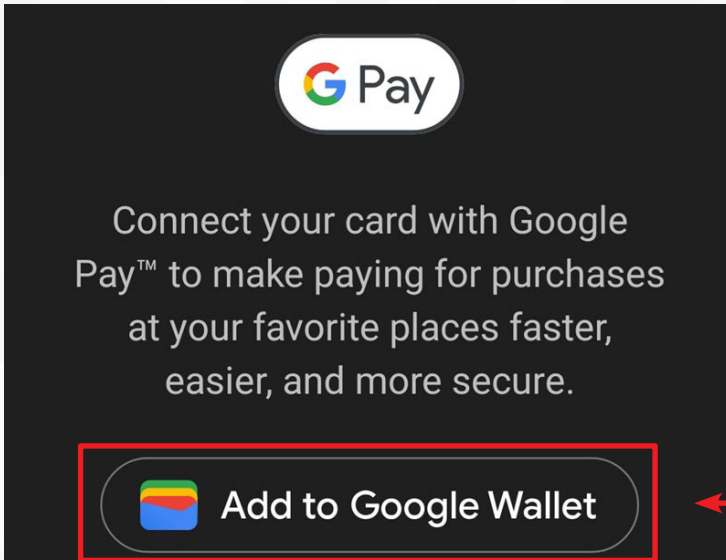 G Pay
Connect your card with Google
Pay™ to make paying for purchases
at your favorite places faster,
easier, and more secure.
Add to Google Wallet